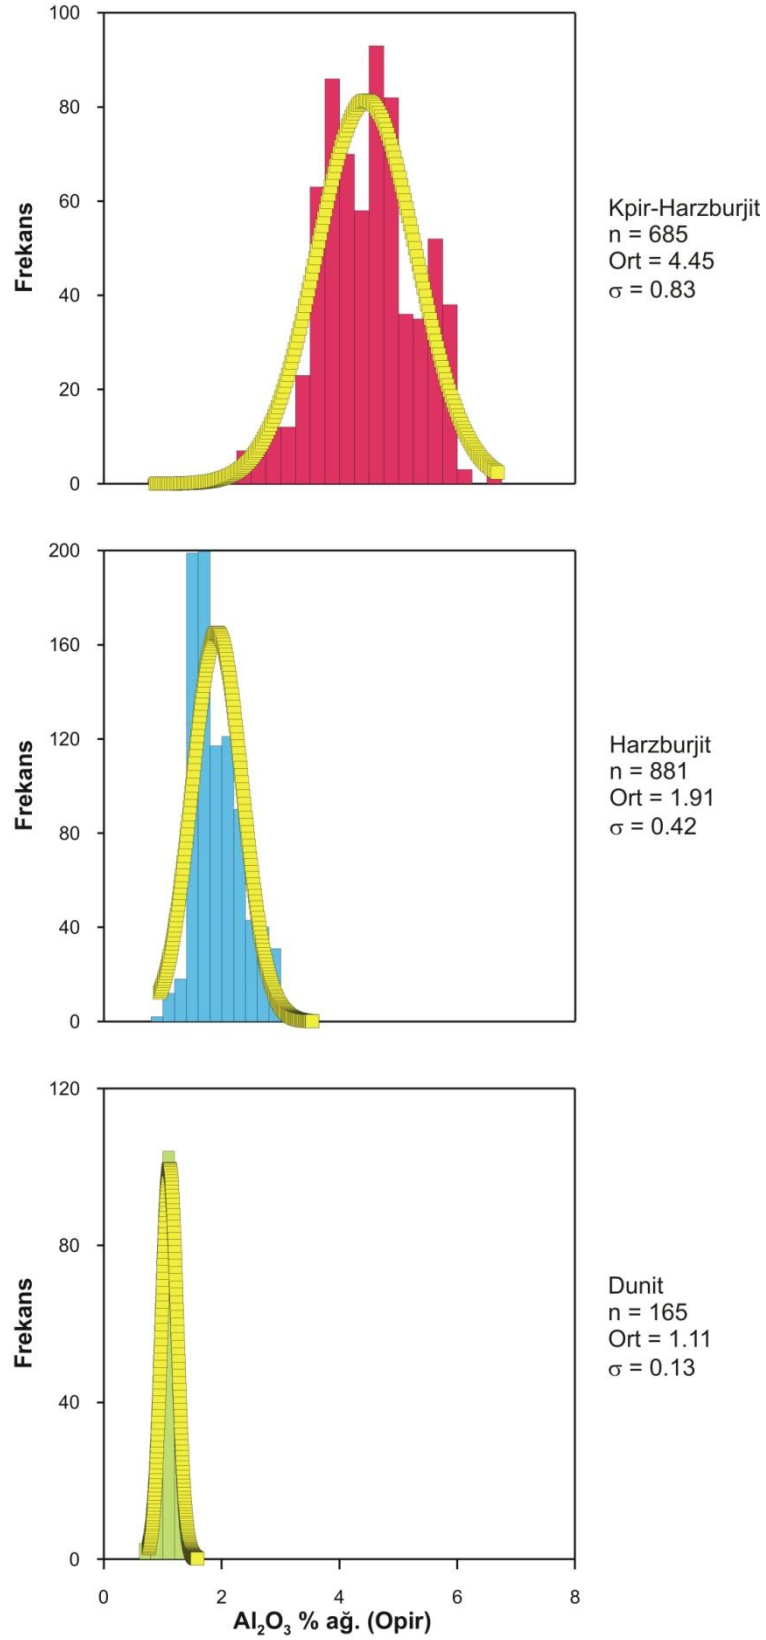 100
80
60
40
20
0
Frekans
Kpir-Harzburjit
n = 685
Ort = 4.45
σ = 0.83
200
160
120
80
40
0
Frekans
Harzburjit
n = 881
Ort = 1.91
σ = 0.42
120
80
40
0
Frekans
Dunit
n = 165
Ort = 1.11
σ = 0.13
0 2 4 6 8
Al₂O₃ % ağ. (Opir)